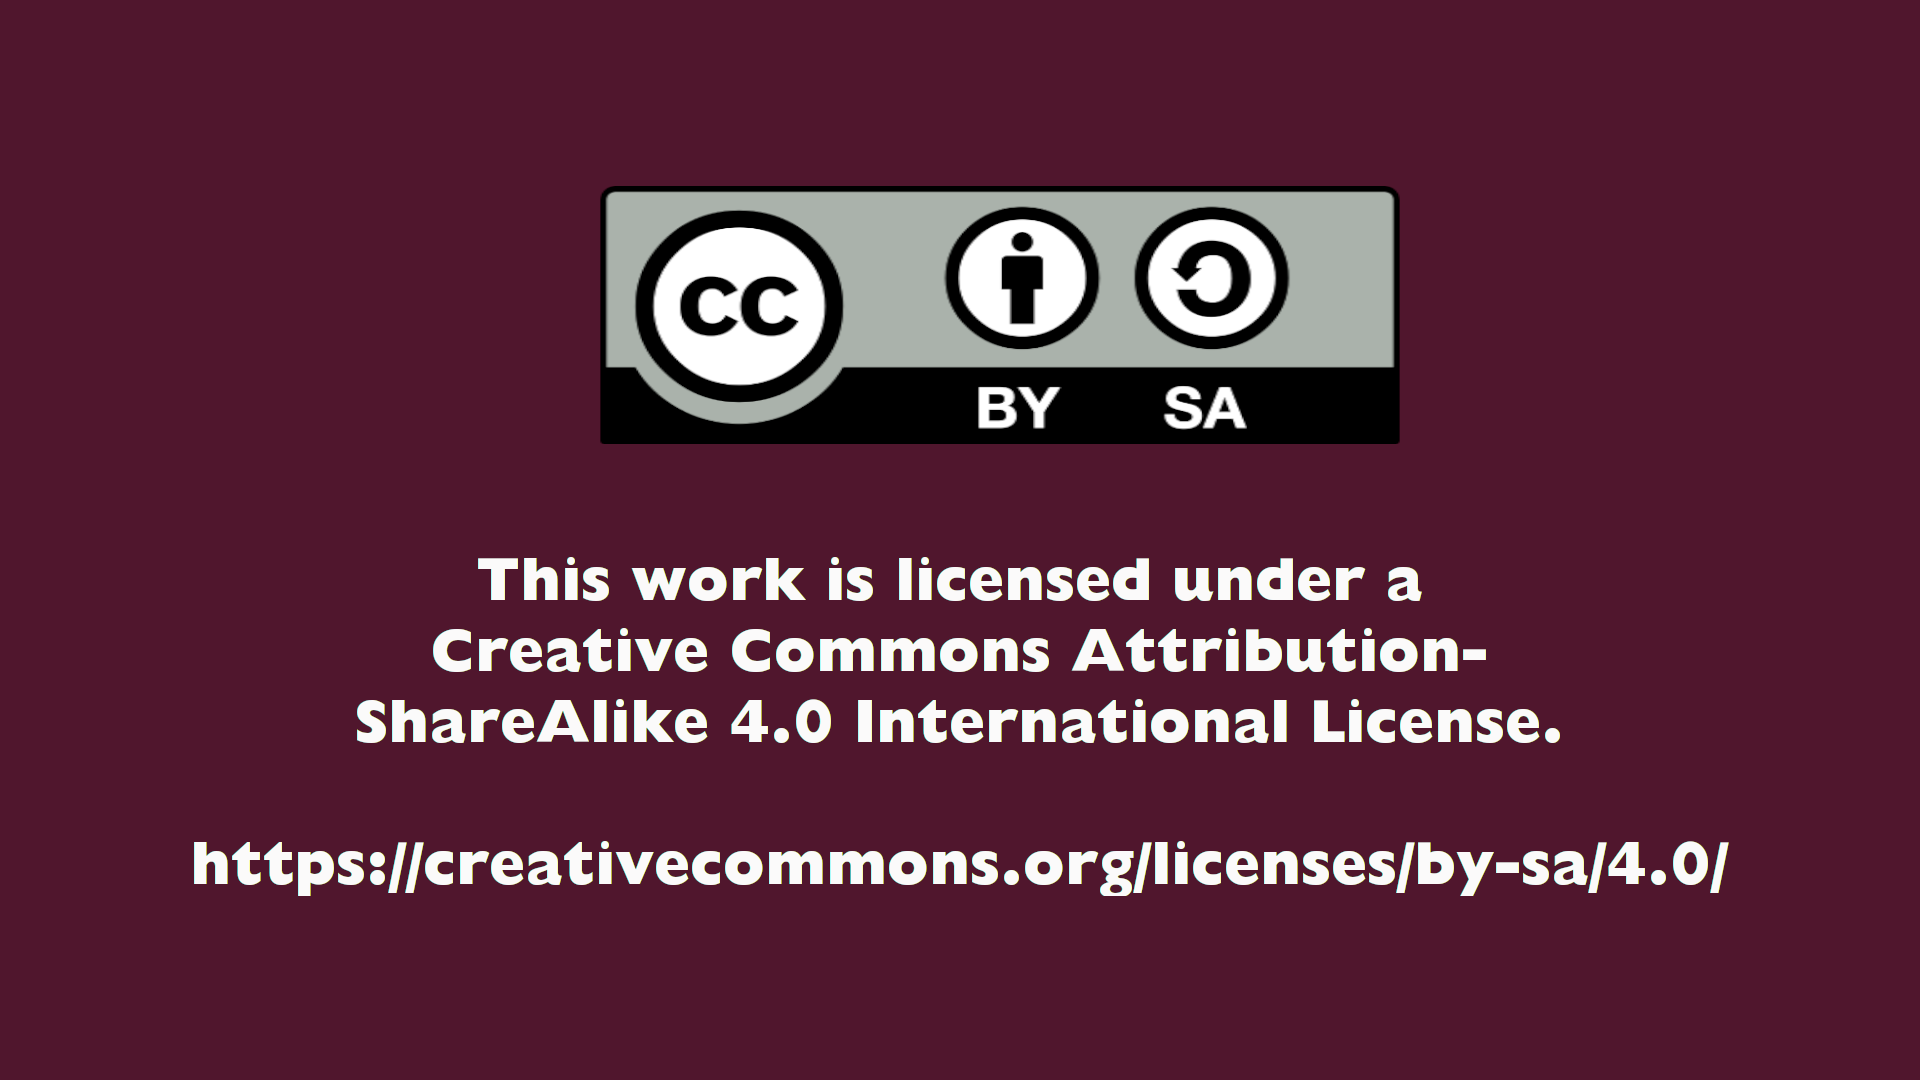 CC
BY SA
This work is licensed under a
Creative Commons Attribution-
ShareAlike 4.0 International License.
https://creativecommons.org/licenses/by-sa/4.0/